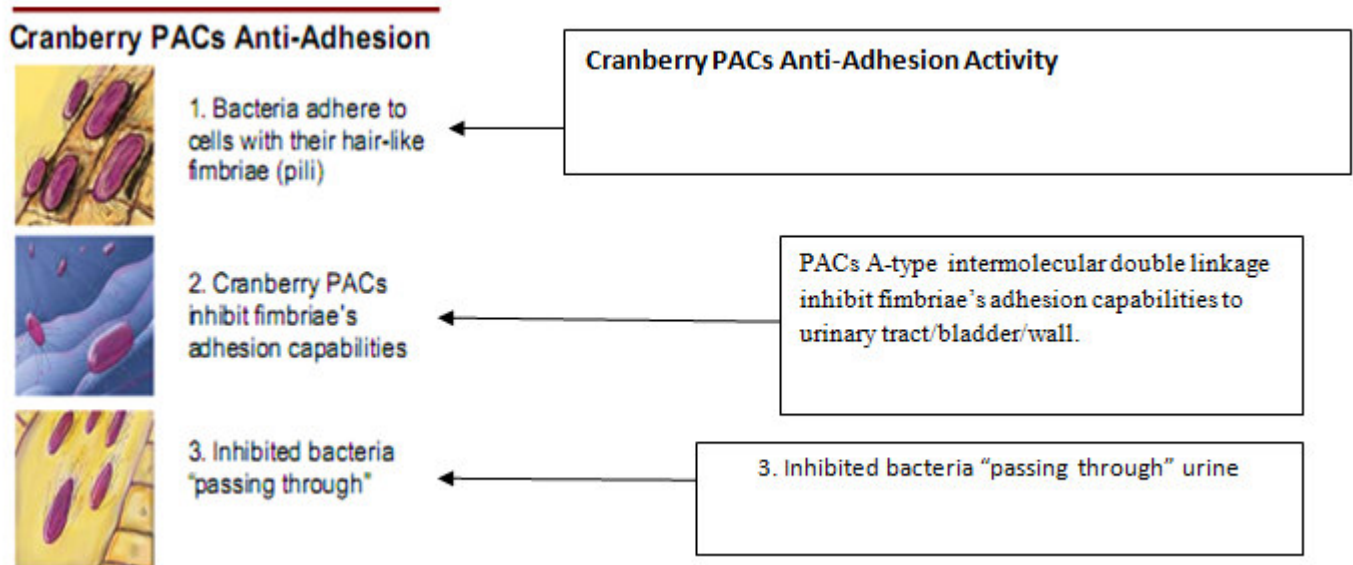 Cranberry PACs Anti-Adhesion
Cranberry PACs Anti-Adhesion Activity
1. Bacteria adhere to
cells with their hair-like
fimbriae (pili)
2. Cranberry PACs
inhibit fimbriae's
adhesion capabilities
PACs A-type intermolecular double linkage
inhibit fimbriae's adhesion capabilities to
urinary tract/bladder/wall.
3. Inhibited bacteria
"passing through"
3. Inhibited bacteria "passing through" urine